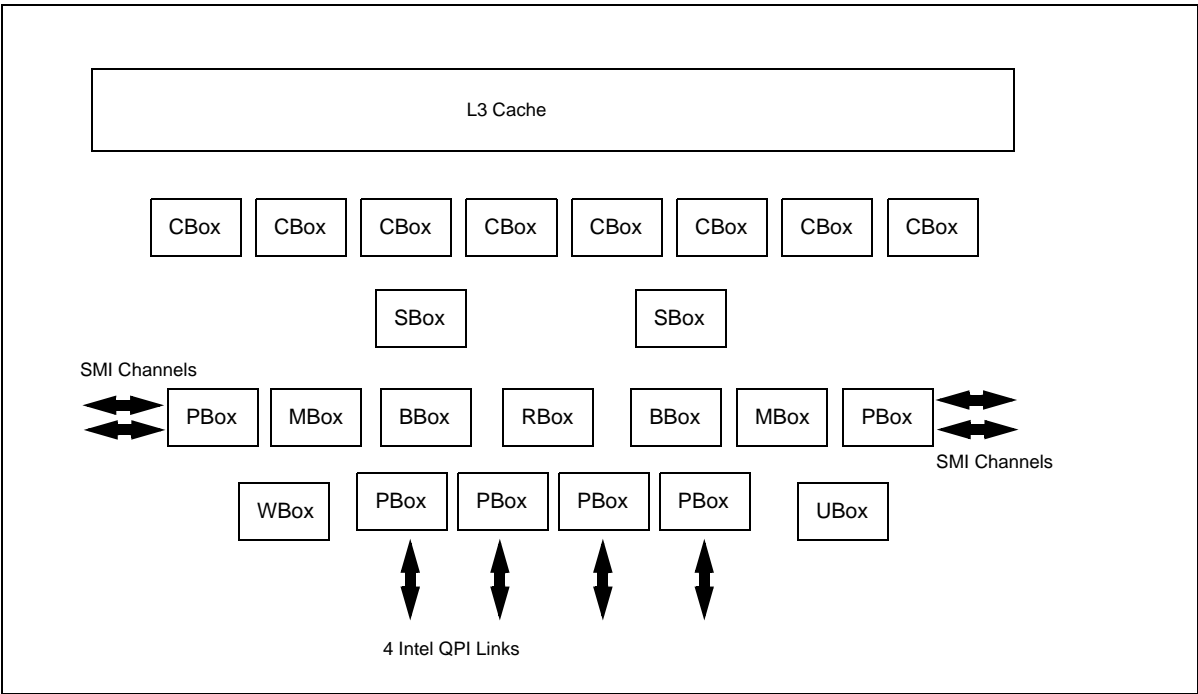 L3 Cache
CBox CBox CBox CBox CBox CBox CBox CBox
SBox SBox
SMI Channels
PBox MBox BBox RBox BBox MBox PBox
SMI Channels
WBox PBox PBox PBox PBox UBox
4 Intel QPI Links